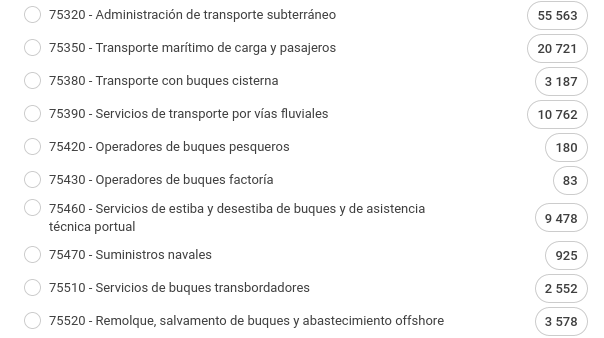 75320 - Administración de transporte subterráneo 55 563
75350 - Transporte marítimo de carga y pasajeros 20 721
75380 - Transporte con buques cisterna 3 187
75390 - Servicios de transporte por vías fluviales 10 762
75420 - Operadores de buques pesqueros 180
75430 - Operadores de buques factoría 83
75460 - Servicios de estiba y desestiba de buques y de asistencia
técnica portual 9 478
75470 - Suministros navales 925
75510 - Servicios de buques transbordadores 2 552
75520 - Remolque, salvamento de buques y abastecimiento offshore 3 578